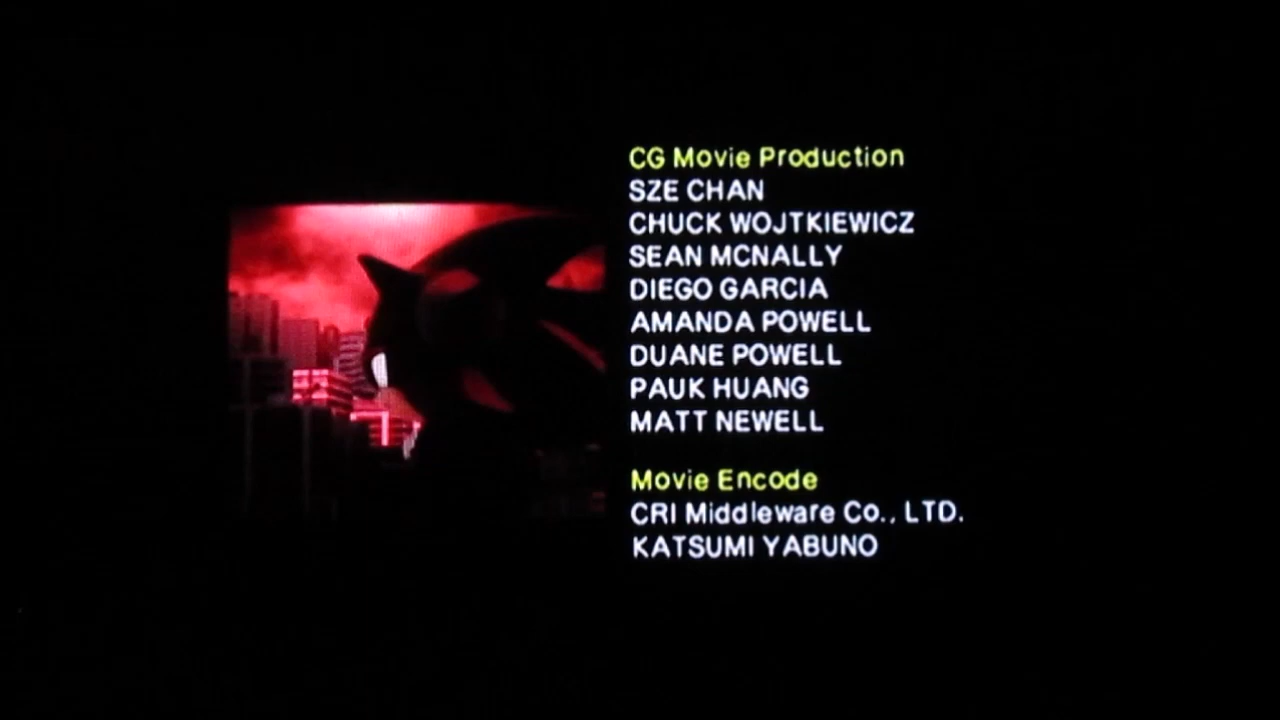 CG Movie Production
SZE CHAN
CHUCK WOJTKIEWICZ
SEAN MCNALLY
DIEGO GARCIA
AMANDA POWELL
DUANE POWELL
PAUK HUANG
MATT NEWELL
Movie Encode
CRI Middleware Co., LTD.
KATSUMI YABUNO